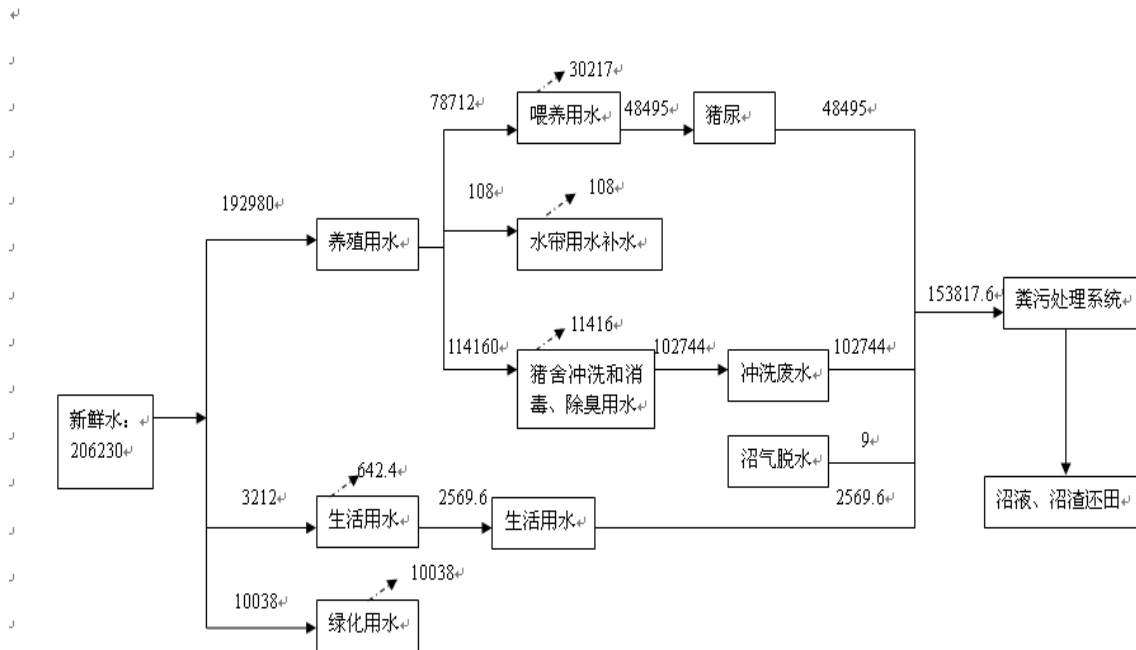 30217
78712
喂养用水
48495
猪尿
48495
108
108
192980
养殖用水
水帘用水补水
153817.6
粪污处理系统
11416
114160
102744
102744
猪舍冲洗和消
毒、除臭用水
冲洗废水
新鲜水：
206230
沼气脱水
9
642.4
3212
生活用水
2569.6
生活用水
2569.6
沼液、沼渣还田
10038
10038
绿化用水